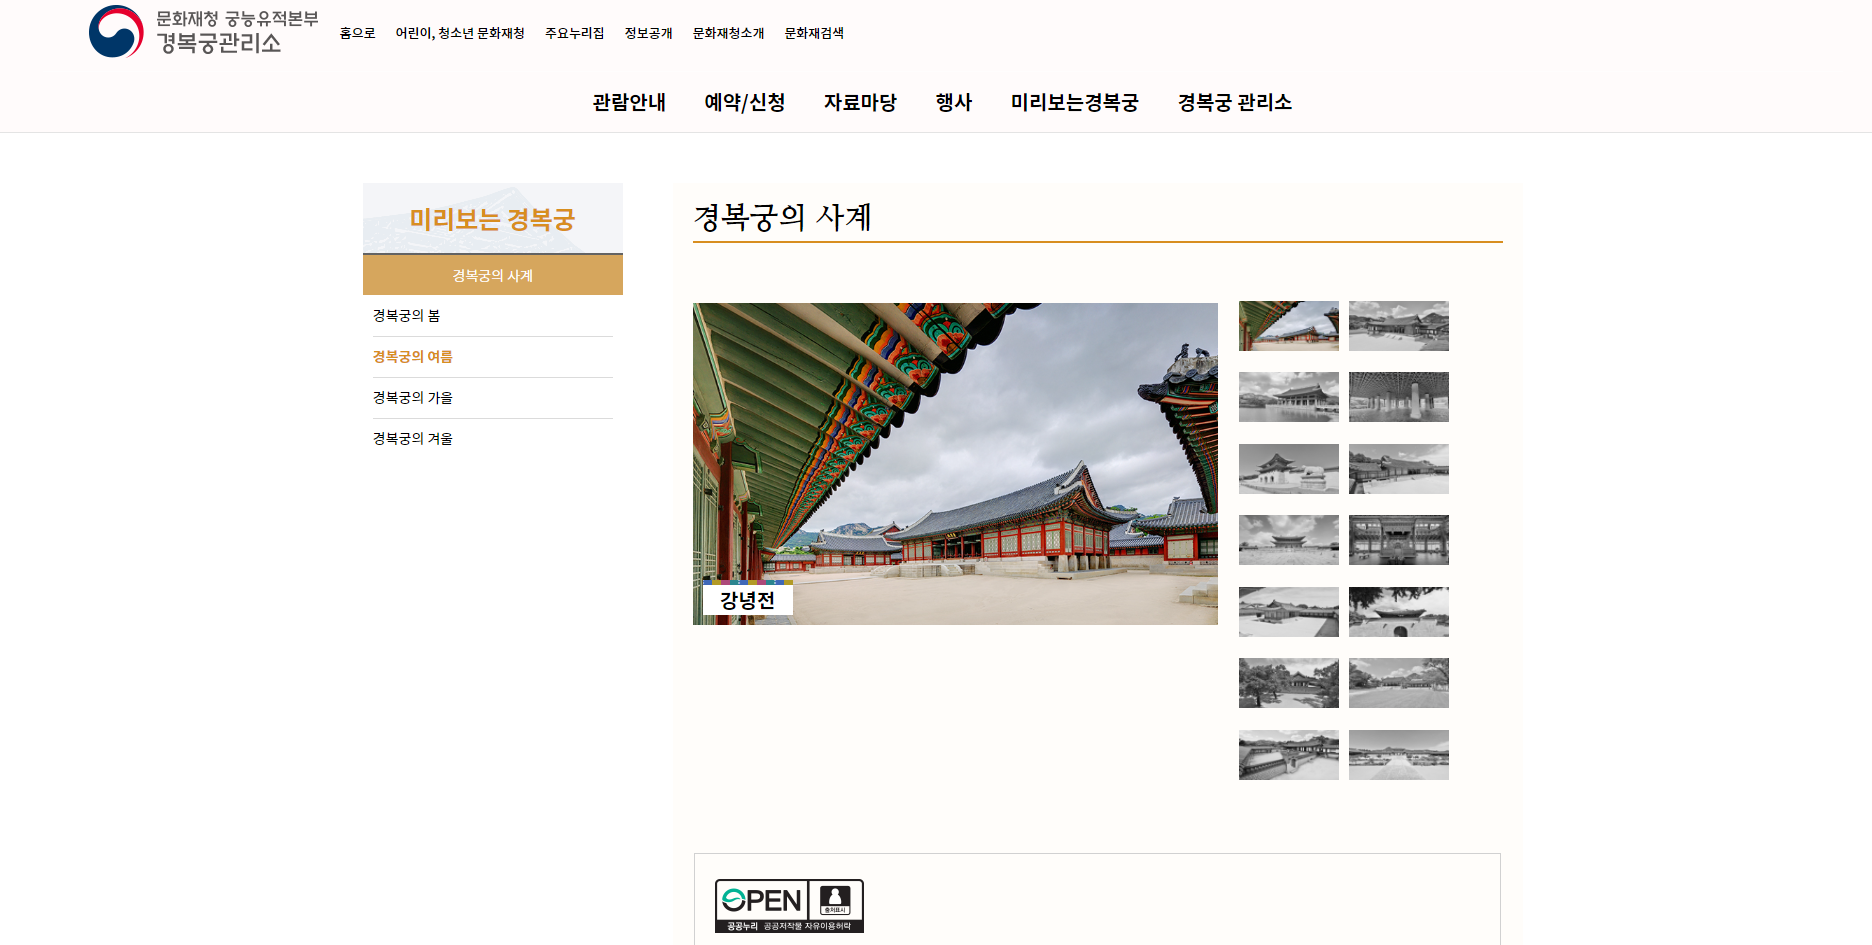 문화재청 궁능유적본부
경복궁관리소
홈으로 어린이, 청소년 문화재청 주요누리집 정보공개 문화재청소개 문화재검색
관람안내 예약/신청 자료마당 행사 미리보는경복궁 경복궁 관리소
미리보는 경복궁
경복궁의 사계
경복궁의 봄
경복궁의 여름
경복궁의 가을
경복궁의 겨울
경복궁의 사계
강녕전
OPEN
출처표시
공공누리 공공저작물 자유이용허락